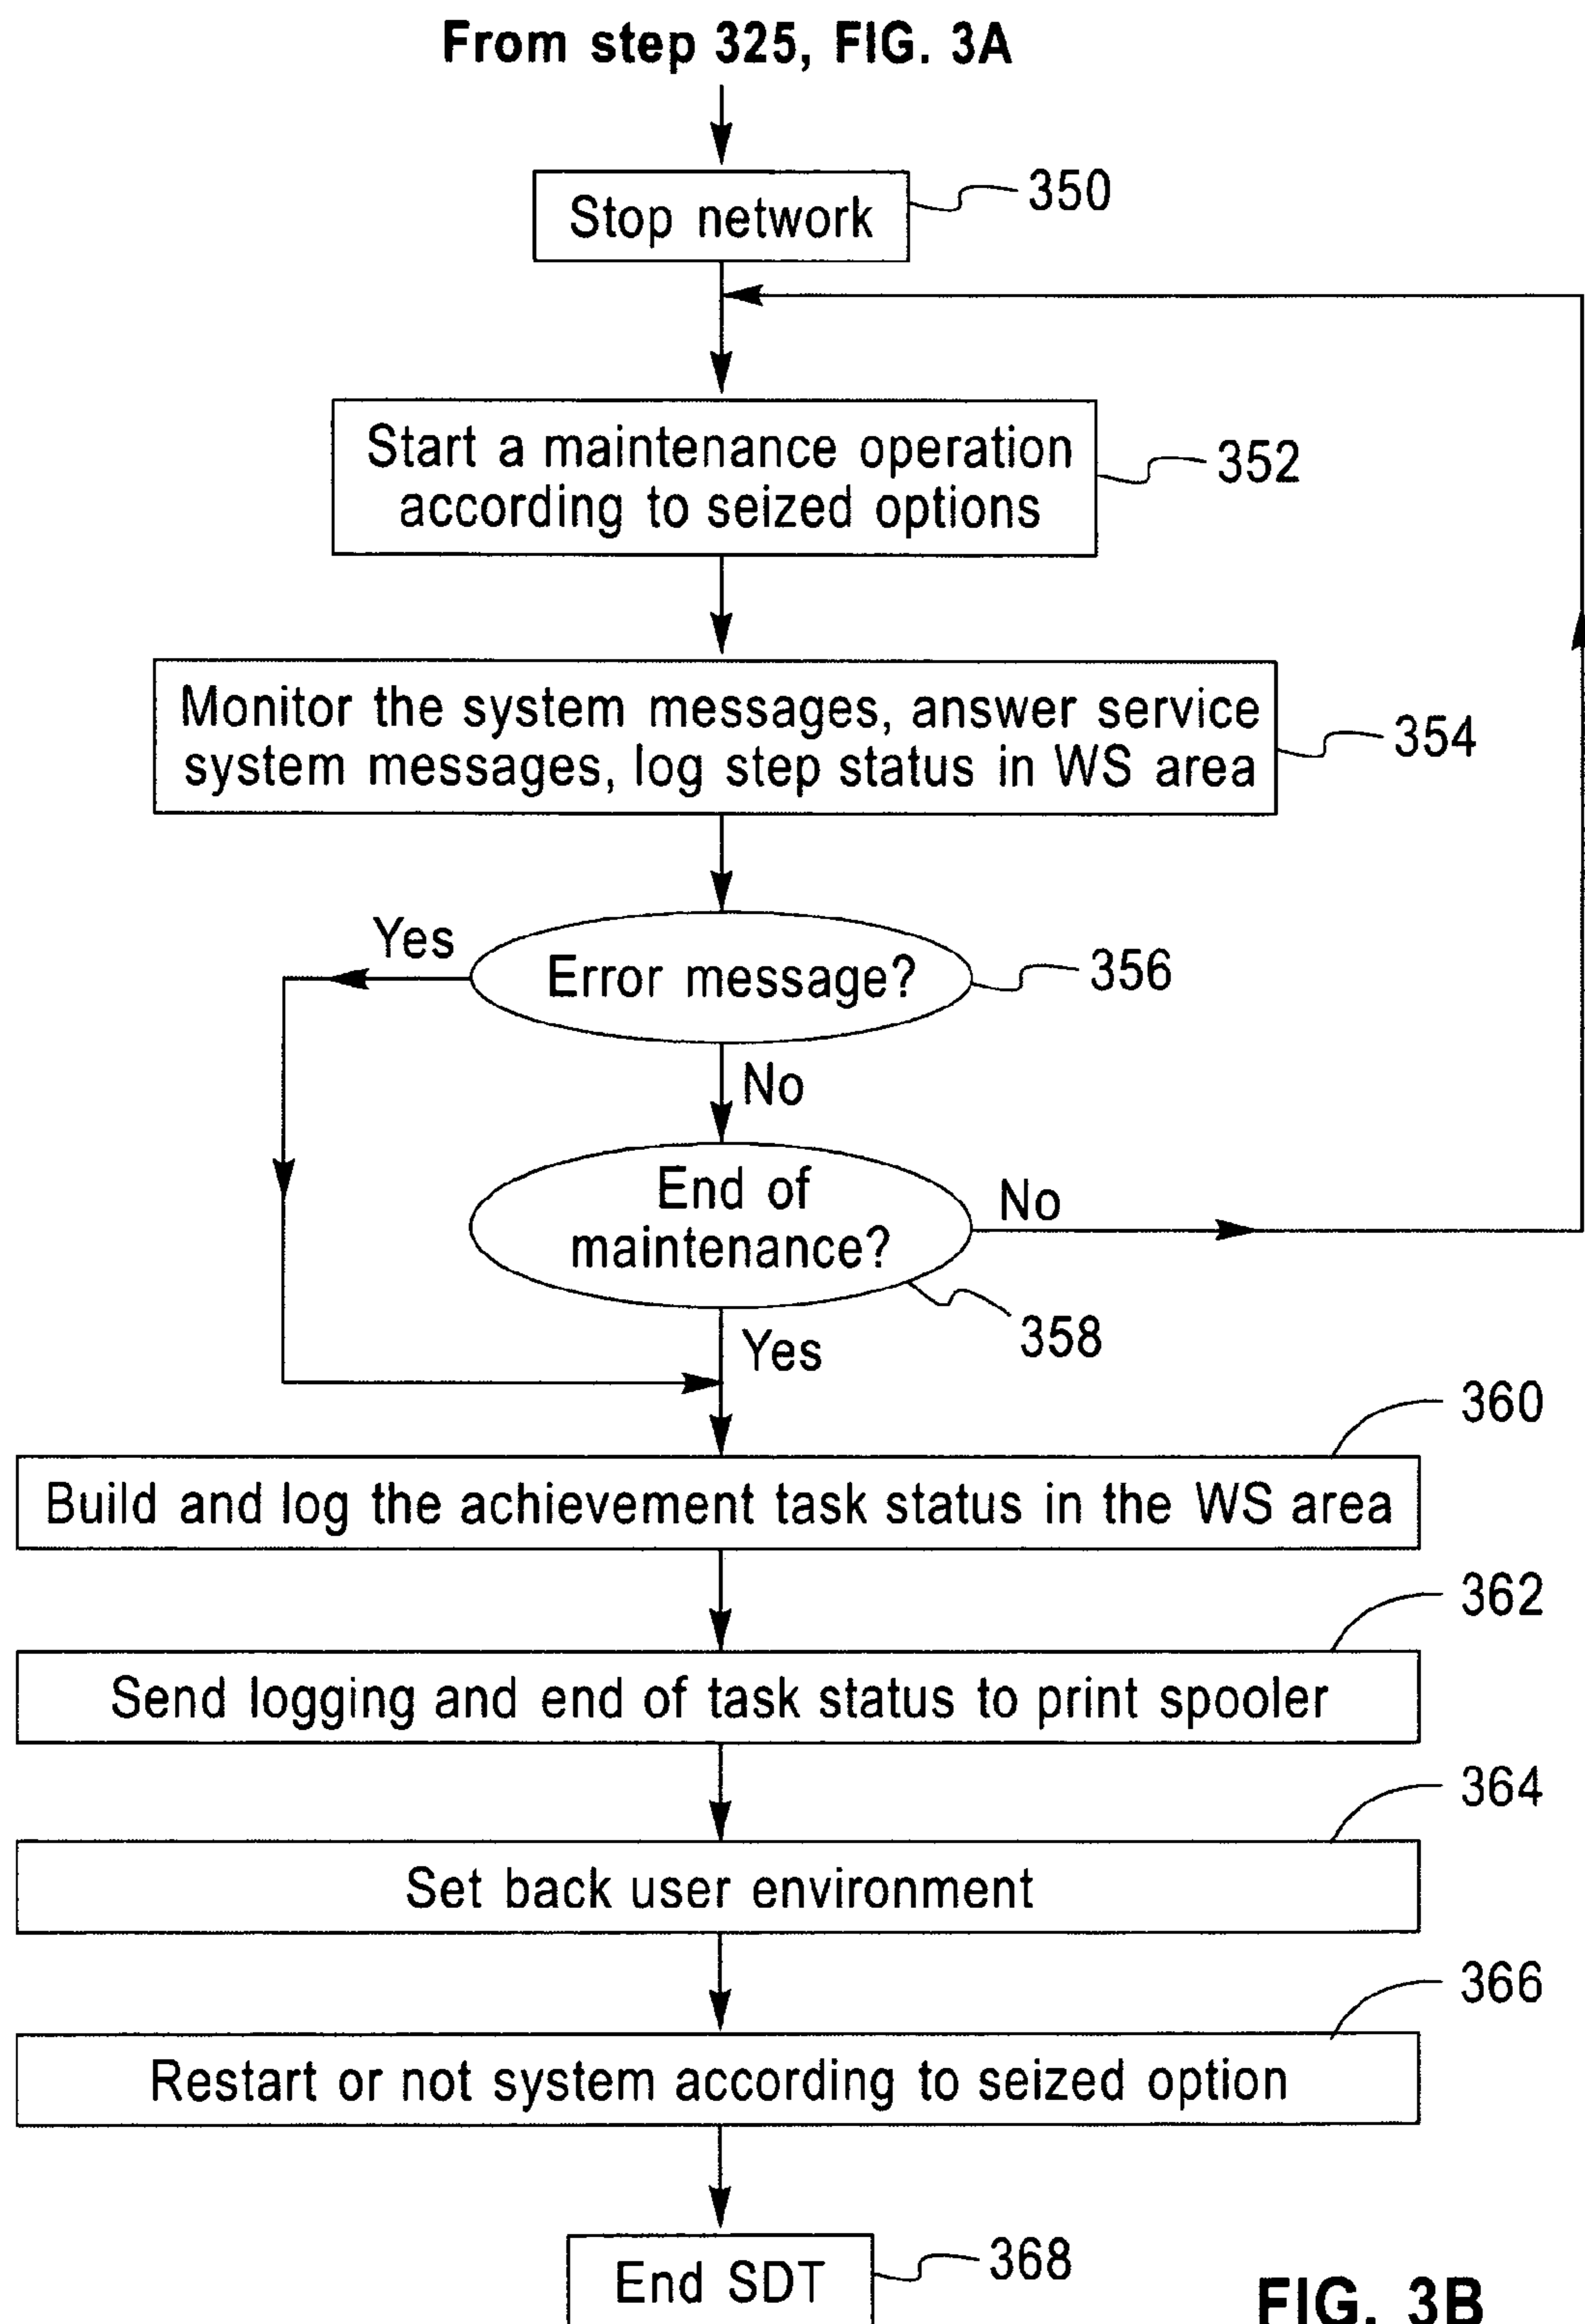 From step 325, FIG. 3A
Stop network
350
Start a maintenance operation
according to seized options
352
Monitor the system messages, answer service
system messages, log step status in WS area
354
Yes
Error message?
356
No
End of
maintenance?
No
358
Yes
360
Build and log the achievement task status in the WS area
362
Send logging and end of task status to print spooler
364
Set back user environment
366
Restart or not system according to seized option
End SDT
368
FIG. 3B